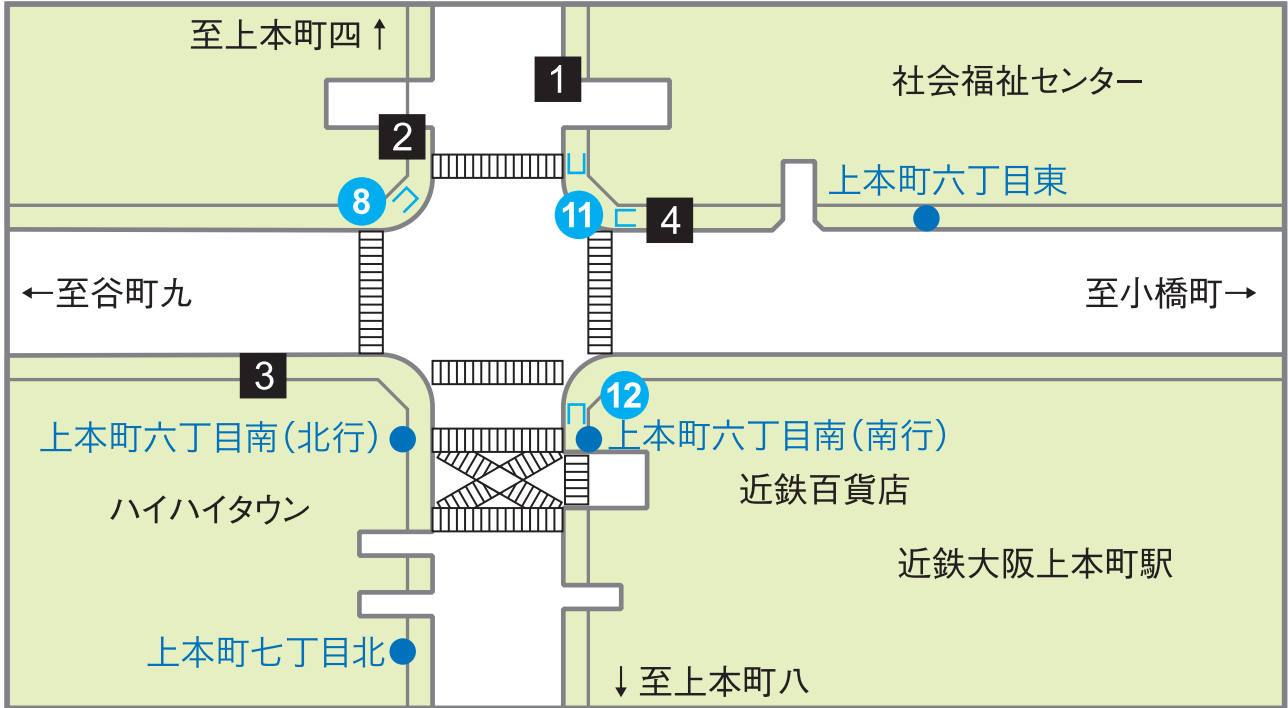 至上本町四↑
1
社会福祉センター
2
上本町六丁目東
8
11
4
←至谷町九
至小橋町→
3
12
上本町六丁目南(北行)
上本町六丁目南(南行)
近鉄百貨店
ハイハイタウン
近鉄大阪上本町駅
上本町七丁目北
↓至上本町八